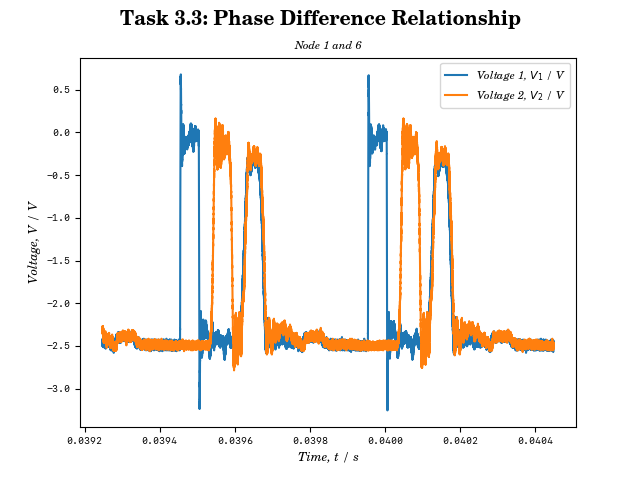 Task 3.3: Phase Difference Relationship
Node 1 and 6
Voltage 1, V₁ / V
Voltage 2, V₂ / V
0.5
0.0
−0.5
−1.0
−1.5
−2.0
−2.5
−3.0
Voltage, V / V
0.0392 0.0394 0.0396 0.0398 0.0400 0.0402 0.0404
Time, t / s